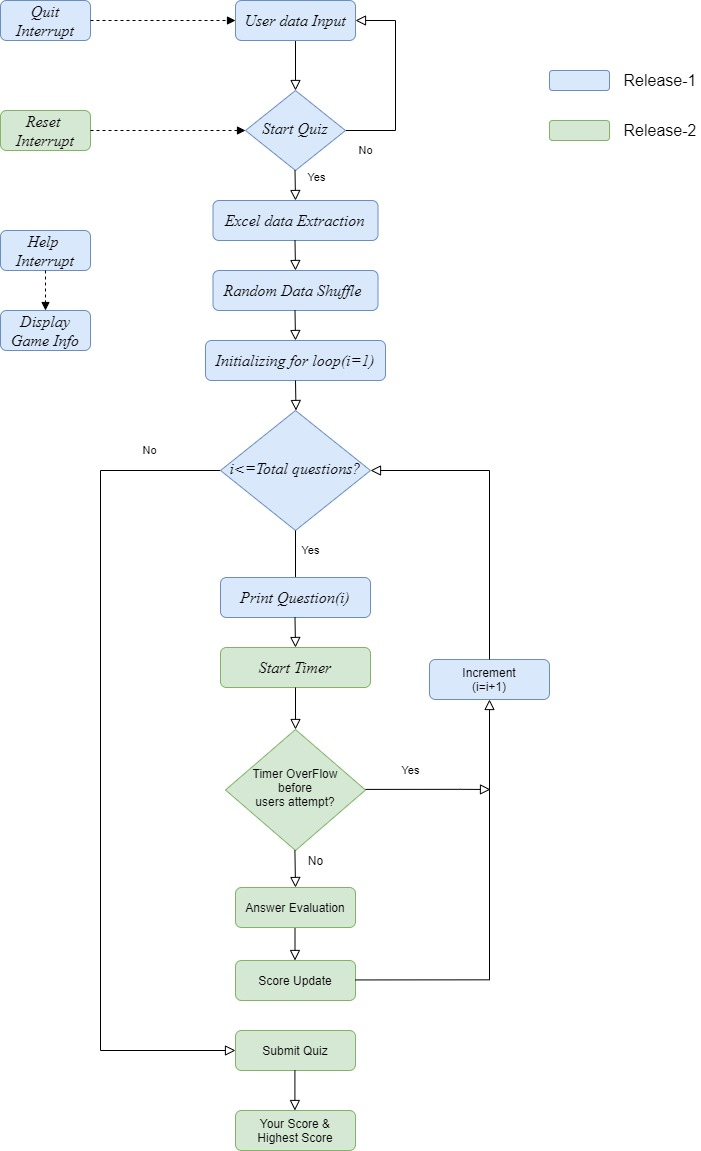 Quit
Interrupt
User data Input
Release-1
Reset
Interrupt
Start Quiz
Release-2
No
Yes
Excel data Extraction
Help
Interrupt
Random Data Shuffle
Display
Game Info
Initializing for loop(i=1)
No
i<=Total questions?
Yes
Print Question(i)
Start Timer
Increment
(i=i+1)
Timer OverFlow
before
users attempt?
Yes
No
Answer Evaluation
Score Update
Submit Quiz
Your Score &
Highest Score